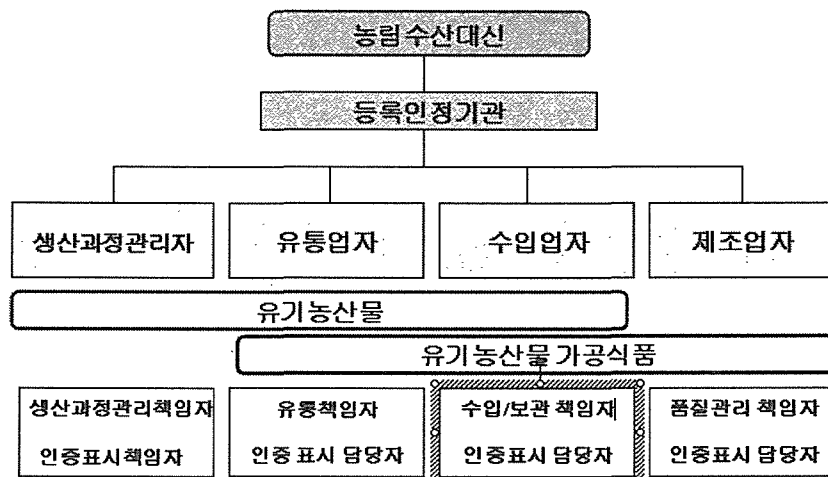 농림수산대신
등록인정기관
생산과정관리자
유통업자
수입업자
제조업자
유기농산물
유기농산물 가공식품
생산과정관리책임자
인증표시책임자
유통책임자
인증 표시 담당자
수입/보관 책임자
인증표시 담당자
품질관리 책임자
인증표시 담당자